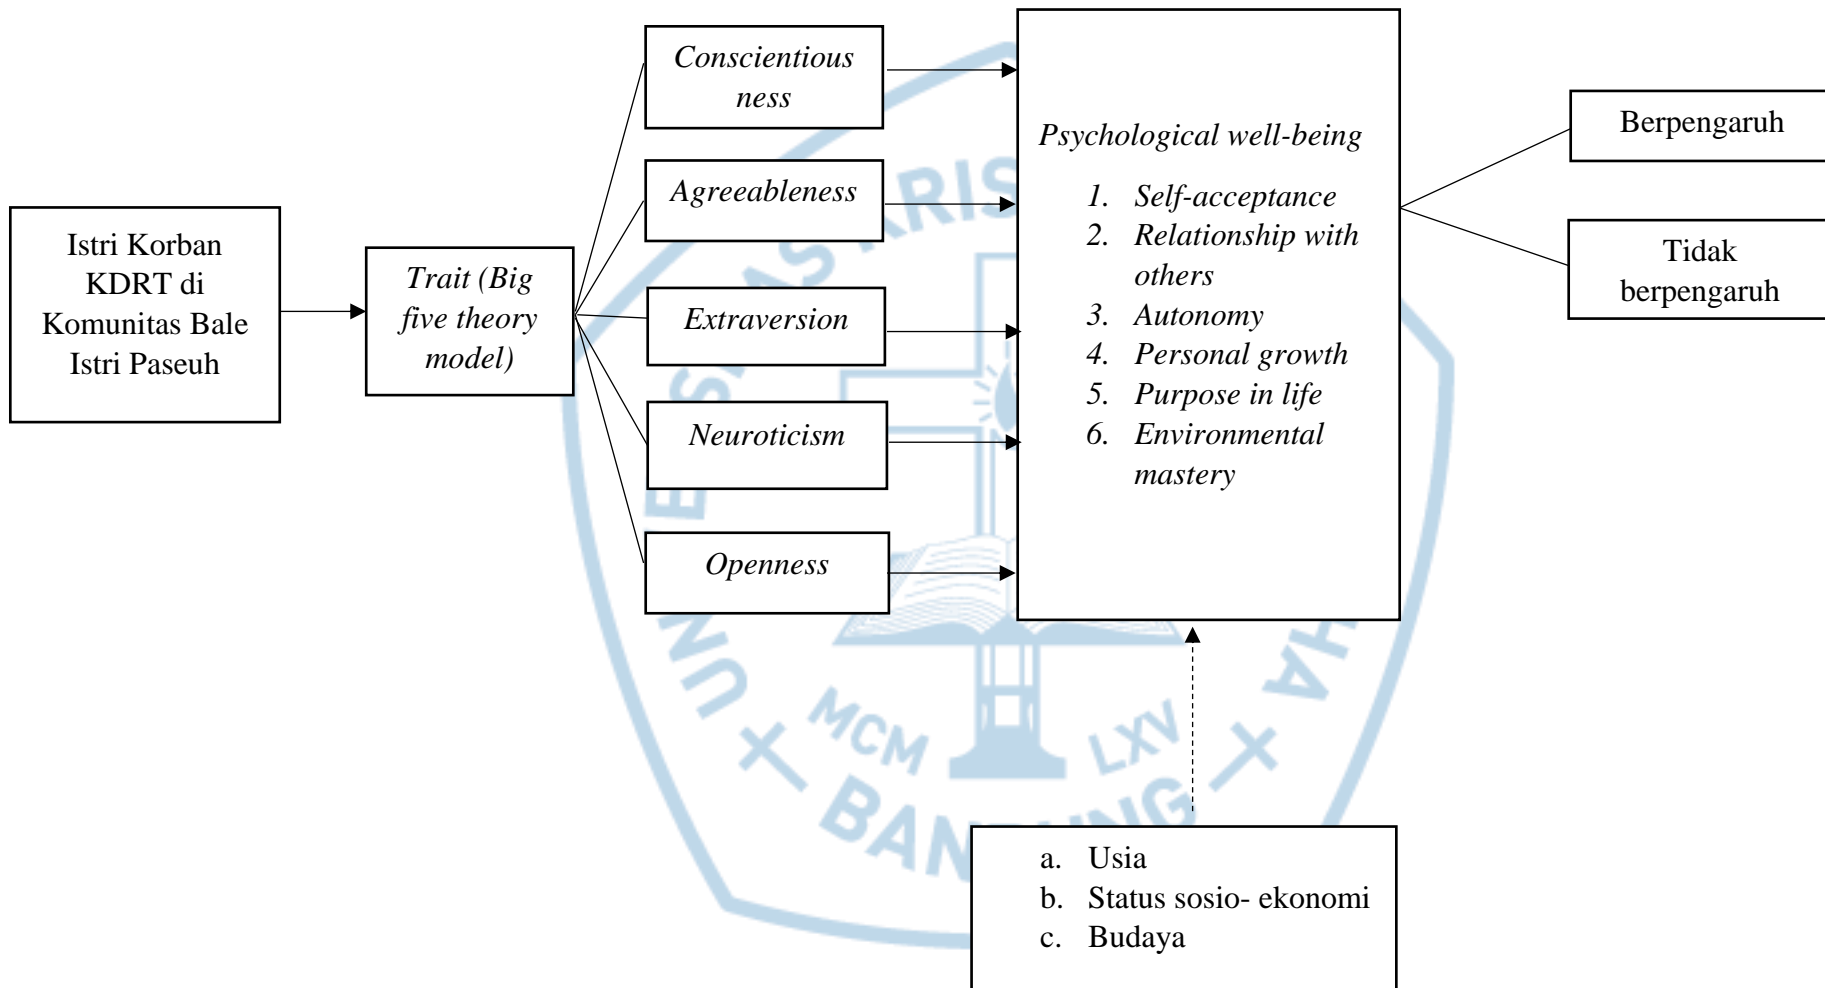 Istri Korban
KDRT di
Komunitas Bale
Istri Paseuh
Trait (Big
five theory
model)
Conscientious
ness
Agreeableness
Extraversion
Neuroticism
Openness
Psychological well-being
1. Self-acceptance
2. Relationship with
others
3. Autonomy
4. Personal growth
5. Purpose in life
6. Environmental
mastery
Berpengaruh
Tidak
berpengaruh
a. Usia
b. Status sosio- ekonomi
c. Budaya
MCM
LXV